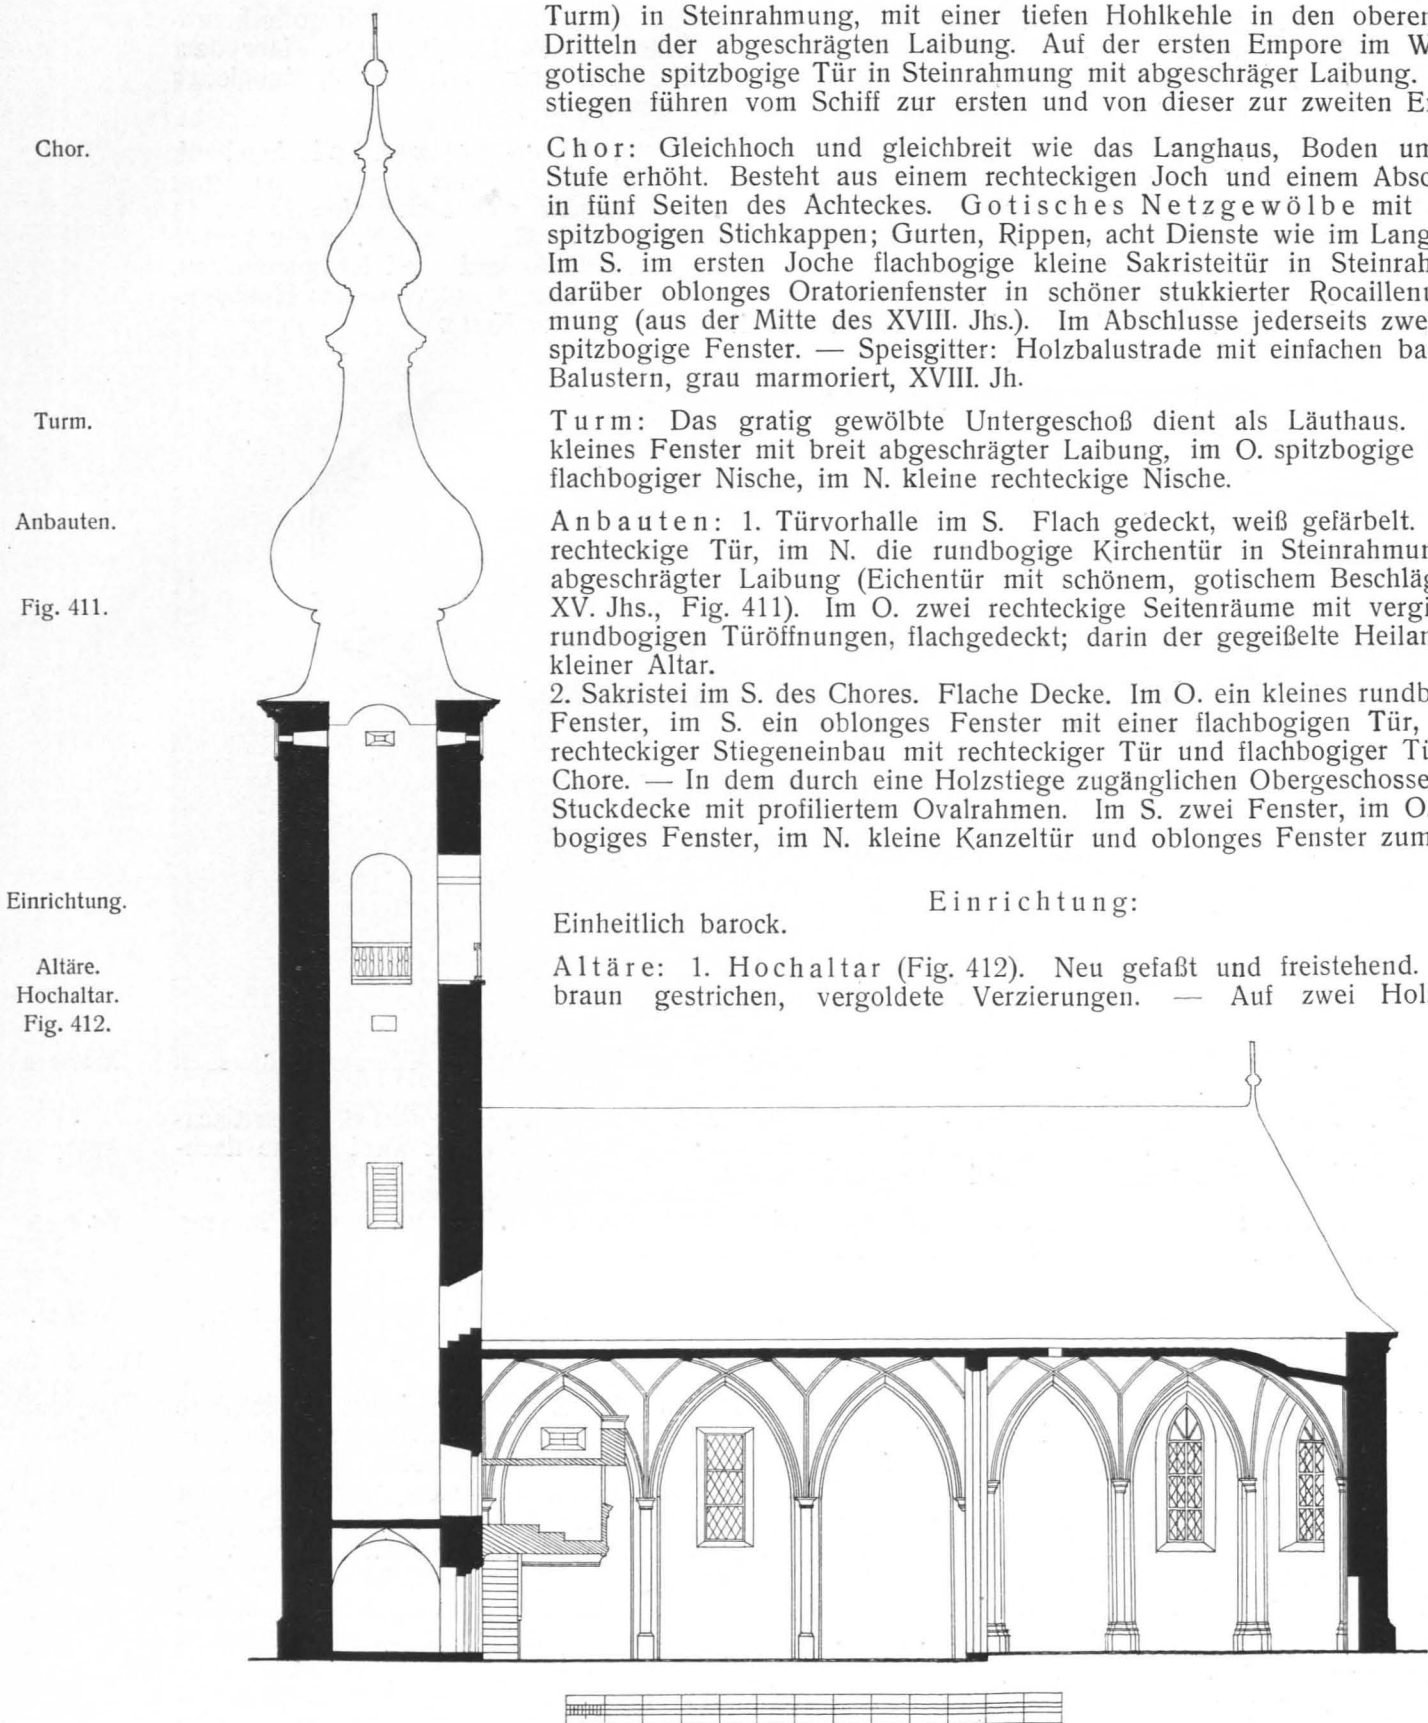 Turm) in Steinrahmung, mit einer tiefen Hohlkehle in den oberen
Dritteln der abgeschrägten Laibung. Auf der ersten Empore im W
gotische spitzbogige Tür in Steinrahmung mit abgeschräger Laibung.
stiegen führen vom Schiff zur ersten und von dieser zur zweiten E
Chor.
Chor: Gleichhoch und gleichbreit wie das Langhaus, Boden um
Stufe erhöht. Besteht aus einem rechteckigen Joch und einem Absc
in fünf Seiten des Achteckes. Gotisches Netzgewölbe mit
spitzbogigen Stichkappen; Gurten, Rippen, acht Dienste wie im Lang
Im S. im ersten Joche flachbogige kleine Sakristeitür in Steinrah
darüber oblonges Oratorienfenster in schöner stukkierter Rocaillen
mung (aus der Mitte des XVIII. Jhs.). Im Abschlusse jederseits zwe
spitzbogige Fenster. — Speisgitter: Holzbalustrade mit einfachen ba
Balustern, grau marmoriert, XVIII. Jh.
Turm.
Turm: Das gratig gewölbte Untergeschoß dient als Läuthaus.
kleines Fenster mit breit abgeschrägter Laibung, im O. spitzbogige
flachbogiger Nische, im N. kleine rechteckige Nische.
Anbauten.
Anbauten: 1. Türvorhalle im S. Flach gedeckt, weiß gefärbelt.
rechteckige Tür, im N. die rundbogige Kirchentür in Steinrahmun
abgeschrägter Laibung (Eichentür mit schönem, gotischem Beschläg
Fig. 411.
XV. Jhs., Fig. 411). Im O. zwei rechteckige Seitenräume mit vergi
rundbogigen Türöffnungen, flachgedeckt; darin der gegeißelte Heilan
kleiner Altar.
2. Sakristei im S. des Chores. Flache Decke. Im O. ein kleines rundb
Fenster, im S. ein oblonges Fenster mit einer flachbogigen Tür,
rechteckiger Stiegeneinbau mit rechteckiger Tür und flachbogiger Tü
Chore. — In dem durch eine Holzstiege zugänglichen Obergeschosse
Stuckdecke mit profiliertem Ovalrahmen. Im S. zwei Fenster, im O.
bogiges Fenster, im N. kleine Kanzeltür und oblonges Fenster zum
Einrichtung.
Einrichtung:
Einheitlich barock.
Altäre.
Hochaltar.
Fig. 412.
Altäre: 1. Hochaltar (Fig. 412). Neu gefaßt und freistehend.
braun gestrichen, vergoldete Verzierungen. — Auf zwei Hol